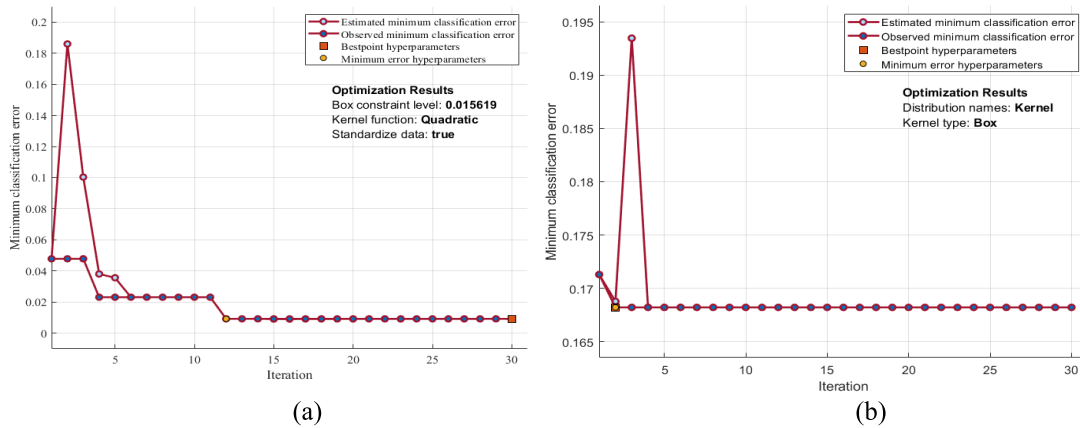 0.2
0.18
0.16
0.14
0.12
0.1
0.08
0.06
0.04
0.02
0
Minimum classification error
Estimated minimum classification error
Observed minimum classification error
Bestpoint hyperparameters
Minimum error hyperparameters
Optimization Results
Box constraint level: 0.015619
Kernel function: Quadratic
Standardize data: true
5 10 15 20 25 30
Iteration
(a)
0.195
0.19
0.185
0.18
0.175
0.17
0.165
Minimum classification error
Estimated minimum classification error
Observed minimum classification error
Bestpoint hyperparameters
Minimum error hyperparameters
Optimization Results
Distribution names: Kernel
Kernel type: Box
5 10 15 20 25 30
Iteration
(b)